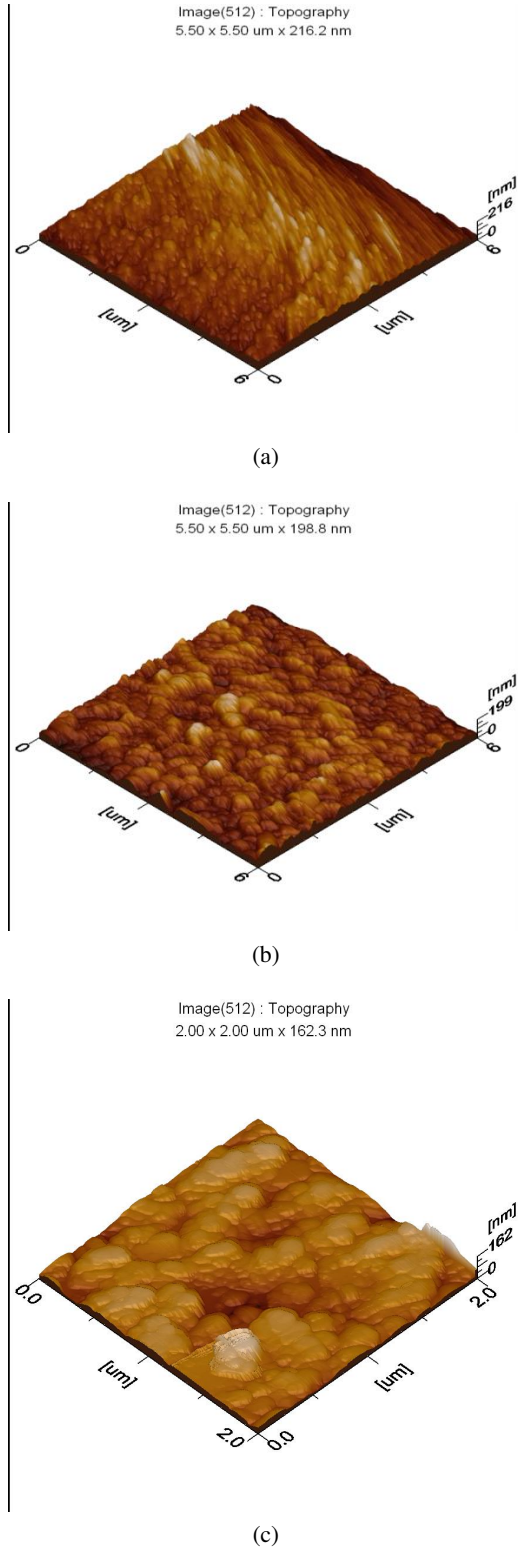 Image(512) : Topography
5.50 x 5.50 um x 216.2 nm
[nm]
216
0
0
6
[um]
[um]
6
0
(a)
Image(512) : Topography
5.50 x 5.50 um x 198.8 nm
[nm]
199
0
0
6
[um]
[um]
6
0
(b)
Image(512) : Topography
2.00 x 2.00 um x 162.3 nm
[nm]
162
0
0.0
2.0
[um]
[um]
2.0
0.0
(c)